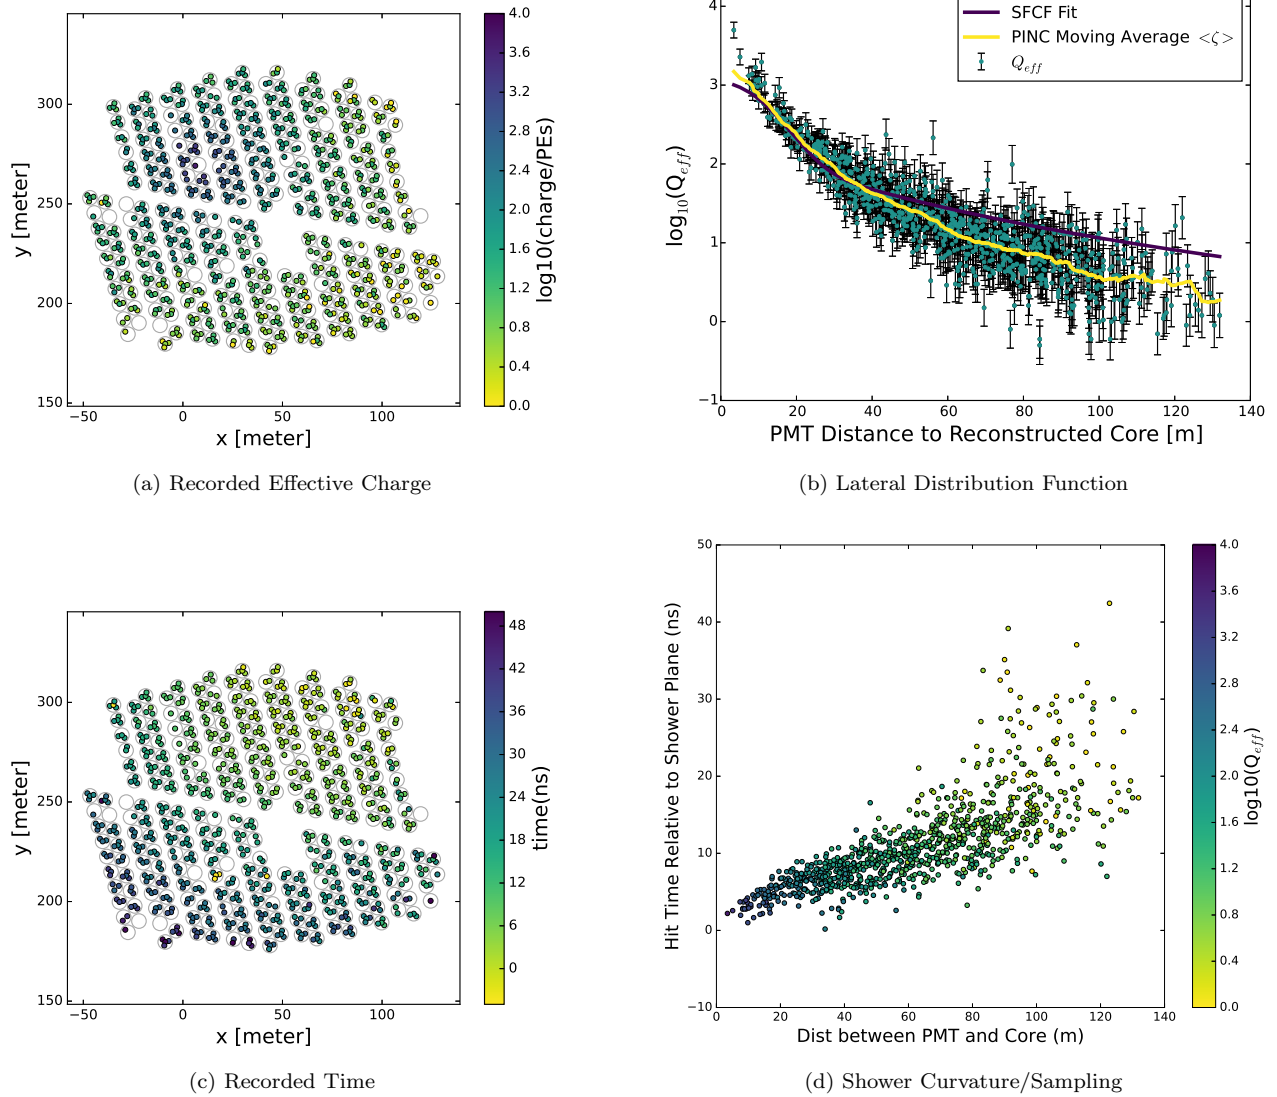 4.0
3.6
3.2
2.8
2.4
2.0
1.6
1.2
0.8
0.4
0.0
log10(charge/PEs)
300
250
200
150
y [meter]
−50 0 50 100
x [meter]
(a) Recorded Effective Charge
4
3
2
1
0
−1
log₁₀(Q_eff)
SFCF Fit
PINC Moving Average <ζ>
Q_eff
0 20 40 60 80 100 120 140
PMT Distance to Reconstructed Core [m]
(b) Lateral Distribution Function
48
42
36
30
24
18
12
6
0
time(ns)
300
250
200
150
y [meter]
−50 0 50 100
x [meter]
(c) Recorded Time
50
40
30
20
10
0
−10
Hit Time Relative to Shower Plane (ns)
0 20 40 60 80 100 120 140
Dist between PMT and Core (m)
4.0
3.6
3.2
2.8
2.4
2.0
1.6
1.2
0.8
0.4
0.0
log10(Q_eff)
(d) Shower Curvature/Sampling